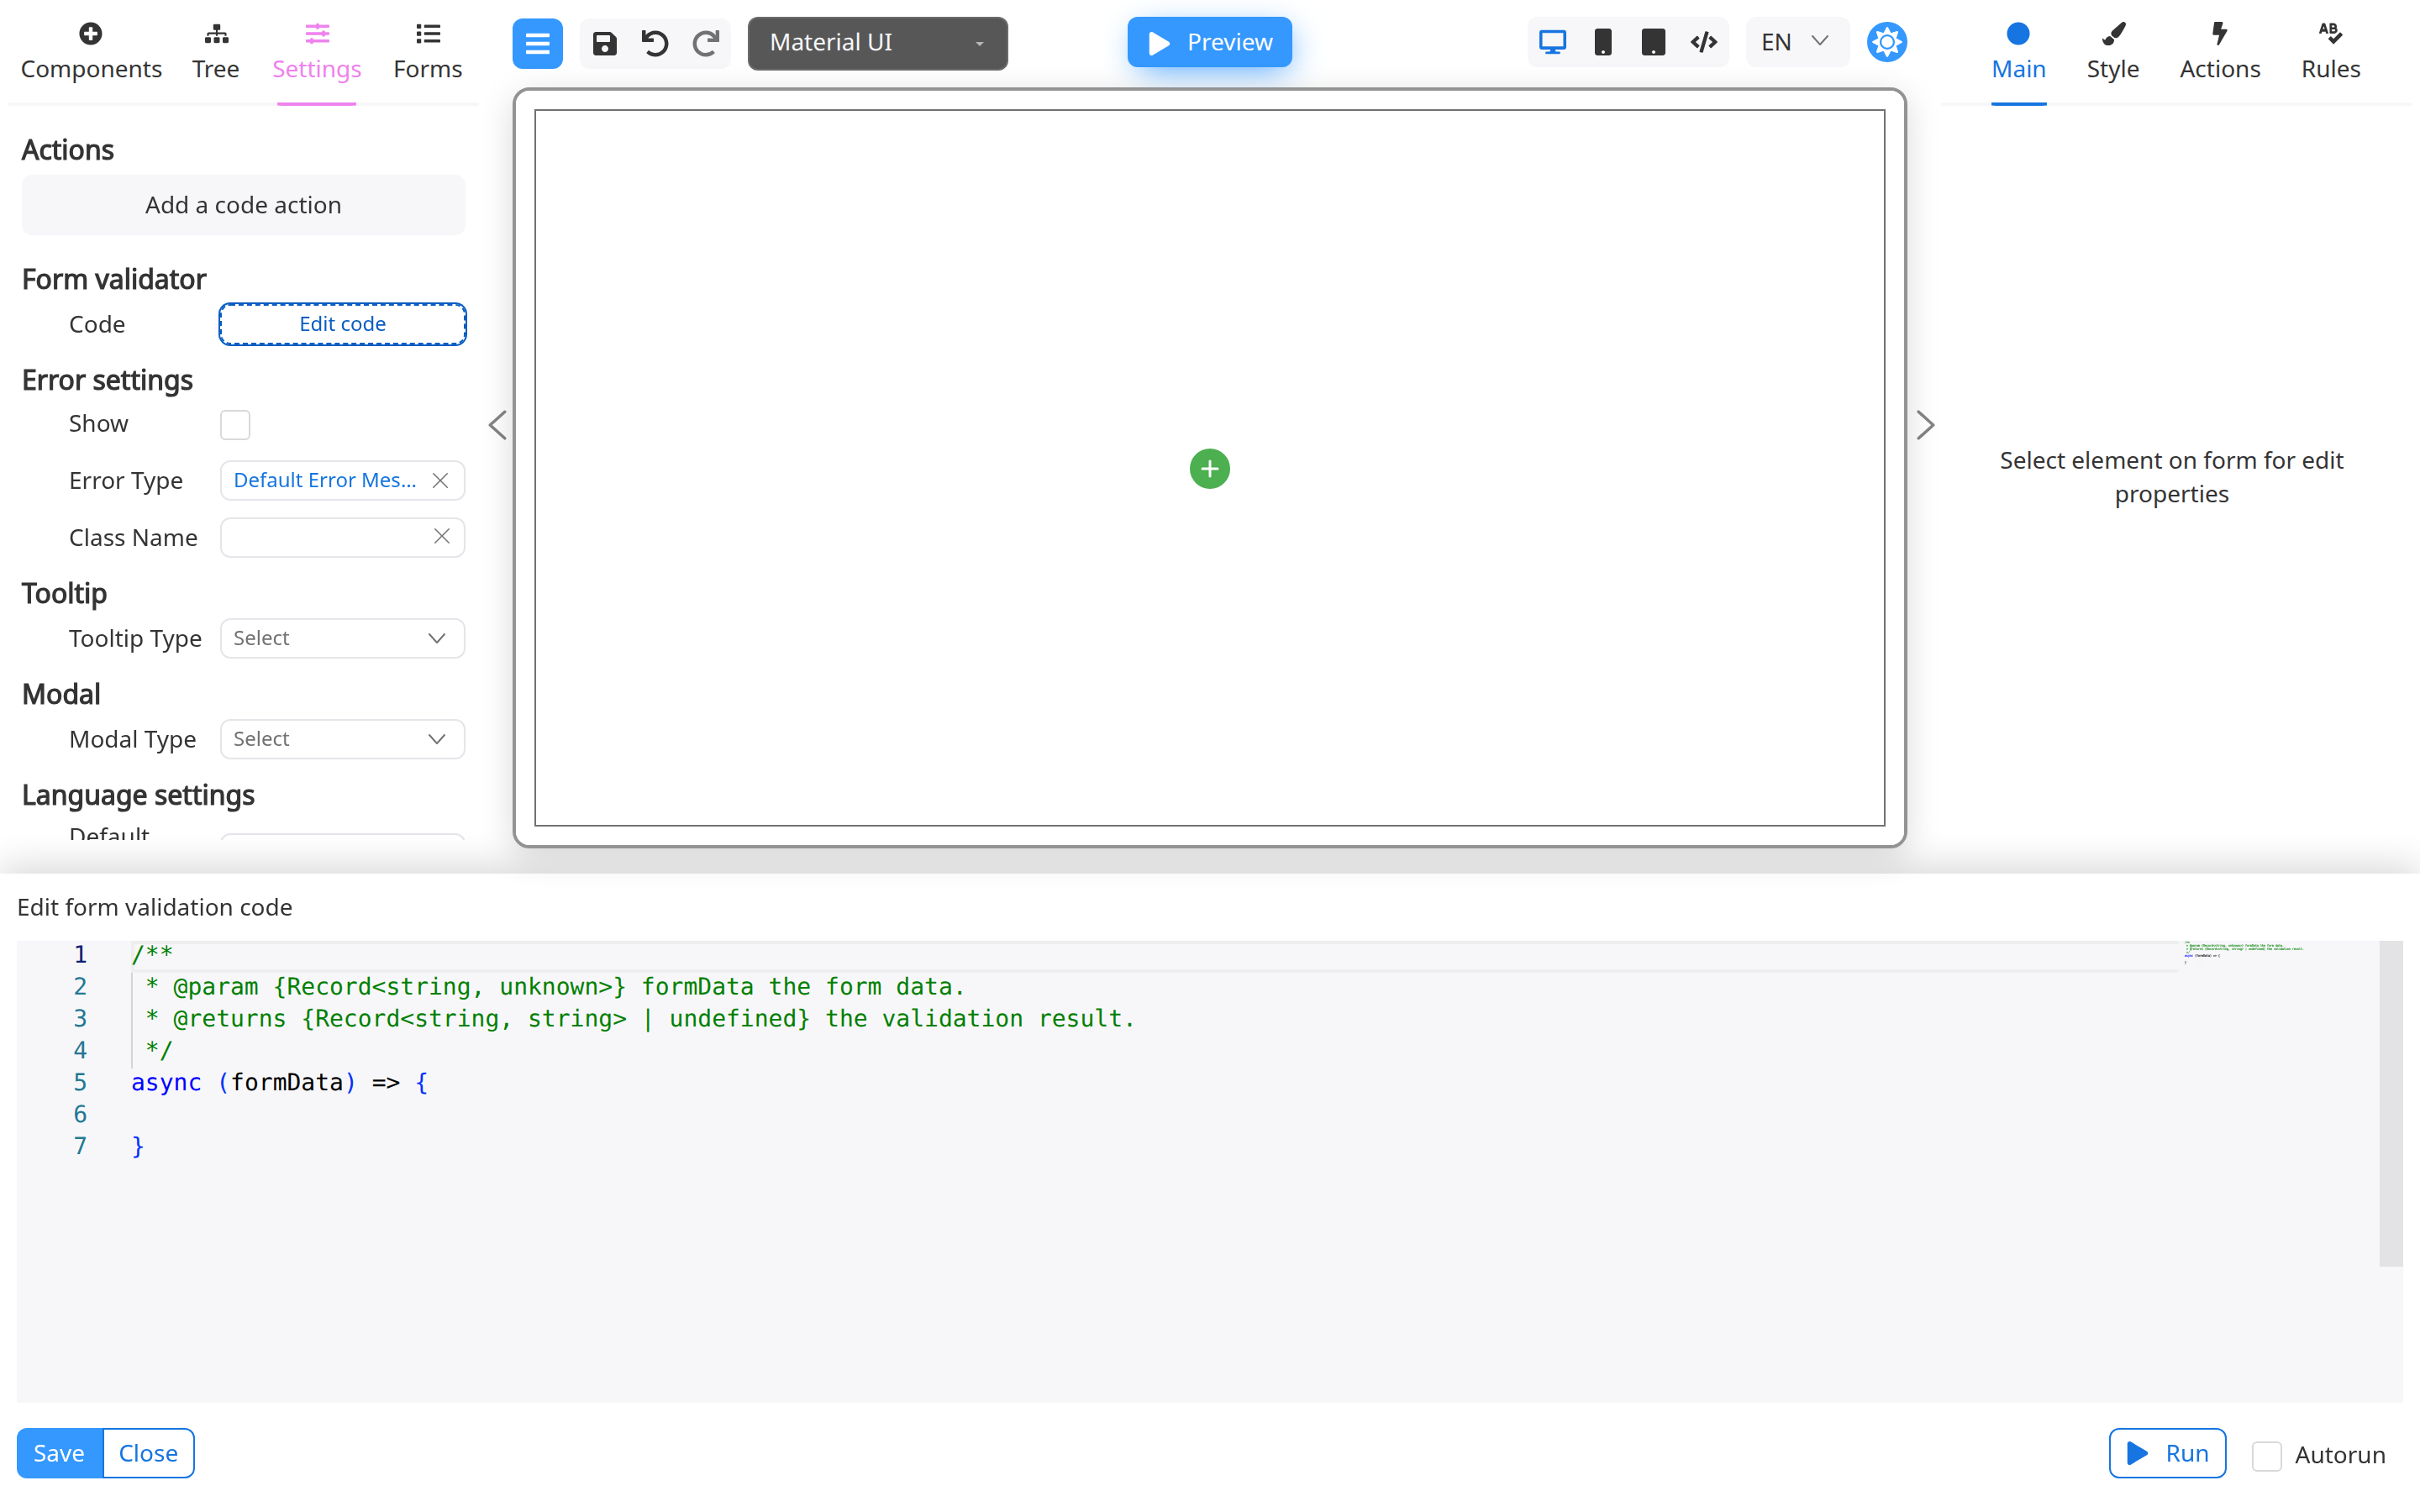 Components
Tree
Settings
Forms
Material UI
Preview
EN
Main
Style
Actions
Rules
Actions
Add a code action
Form validator
Code
Edit code
Error settings
Show
Error Type
Default Error Mes...
Class Name
Tooltip
Tooltip Type
Select
Modal
Modal Type
Select
Language settings
Default
Select element on form for edit
properties
Edit form validation code
1 /**
2 * @param {Record<string, unknown>} formData the form data.
3 * @returns {Record<string, string> | undefined} the validation result.
4 */
5 async (formData) => {
6
7 }
Save
Close
Run
Autorun